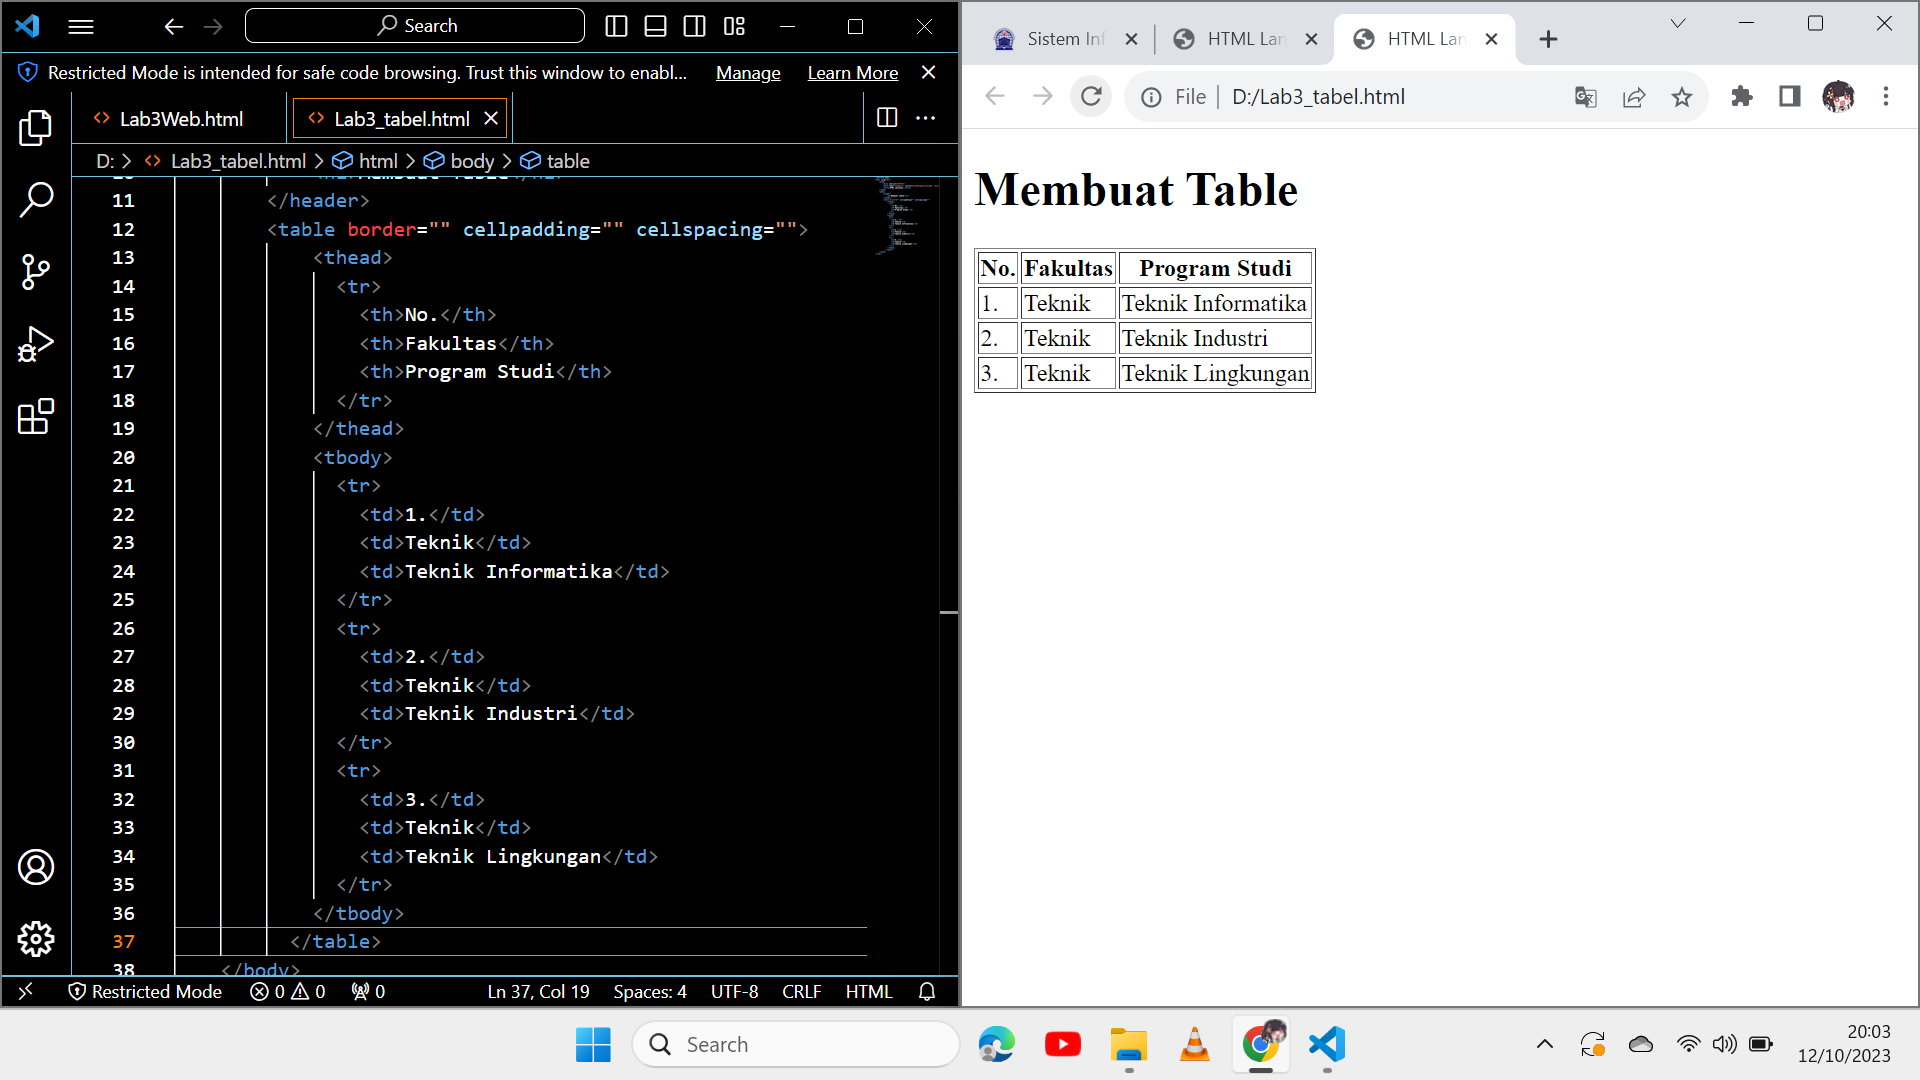 Search
Restricted Mode is intended for safe code browsing. Trust this window to enabl... Manage Learn More
Lab3Web.html
Lab3_tabel.html
D: > Lab3_tabel.html > html > body > table
11 </header>
12 <table border="" cellpadding="" cellspacing="">
13 <thead>
14 <tr>
15 <th>No.</th>
16 <th>Fakultas</th>
17 <th>Program Studi</th>
18 </tr>
19 </thead>
20 <tbody>
21 <tr>
22 <td>1.</td>
23 <td>Teknik</td>
24 <td>Teknik Informatika</td>
25 </tr>
26 <tr>
27 <td>2.</td>
28 <td>Teknik</td>
29 <td>Teknik Industri</td>
30 </tr>
31 <tr>
32 <td>3.</td>
33 <td>Teknik</td>
34 <td>Teknik Lingkungan</td>
35 </tr>
36 </tbody>
37 </table>
38 </body>
Restricted Mode 0 0 0 Ln 37, Col 19 Spaces: 4 UTF-8 CRLF HTML
Sistem Inf HTML Lan HTML Lan
File | D:/Lab3_tabel.html
Membuat Table
No. Fakultas Program Studi
1. Teknik Teknik Informatika
2. Teknik Teknik Industri
3. Teknik Teknik Lingkungan
Search
20:03
12/10/2023